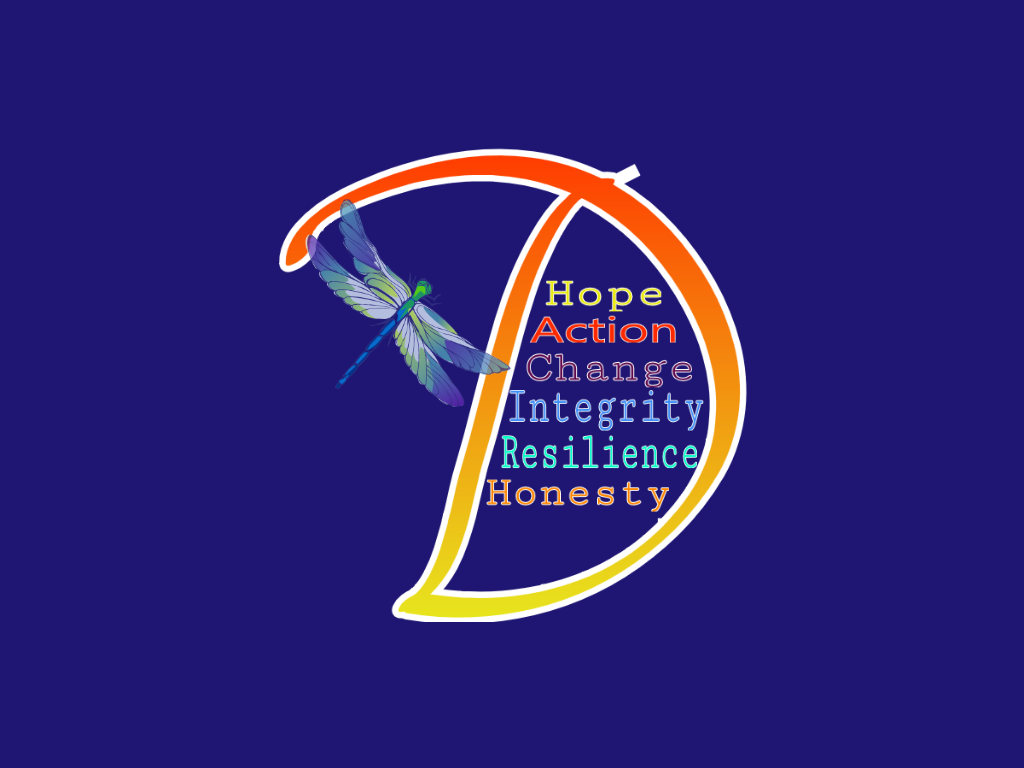 D
Hope
Action
Change
Integrity
Resilience
Honesty